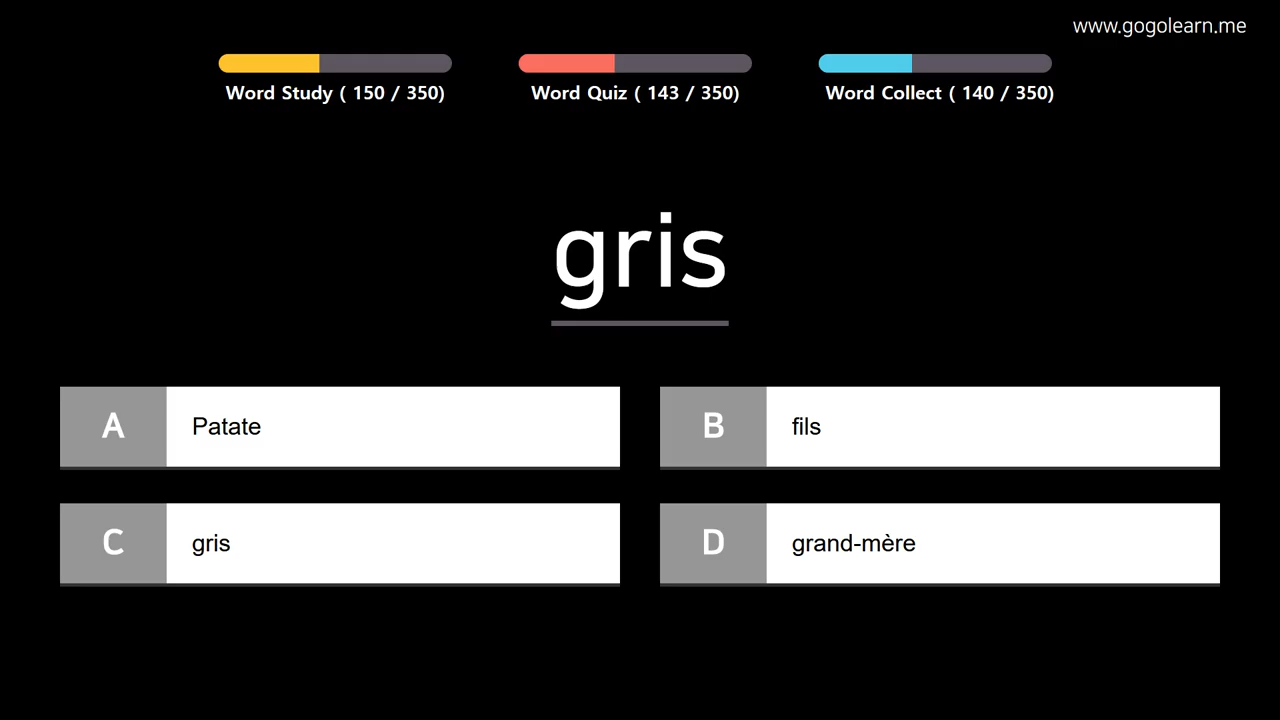 www.gogolearn.me
Word Study ( 150 / 350)
Word Quiz ( 143 / 350)
Word Collect ( 140 / 350)
gris
A Patate
B fils
C gris
D grand-mère